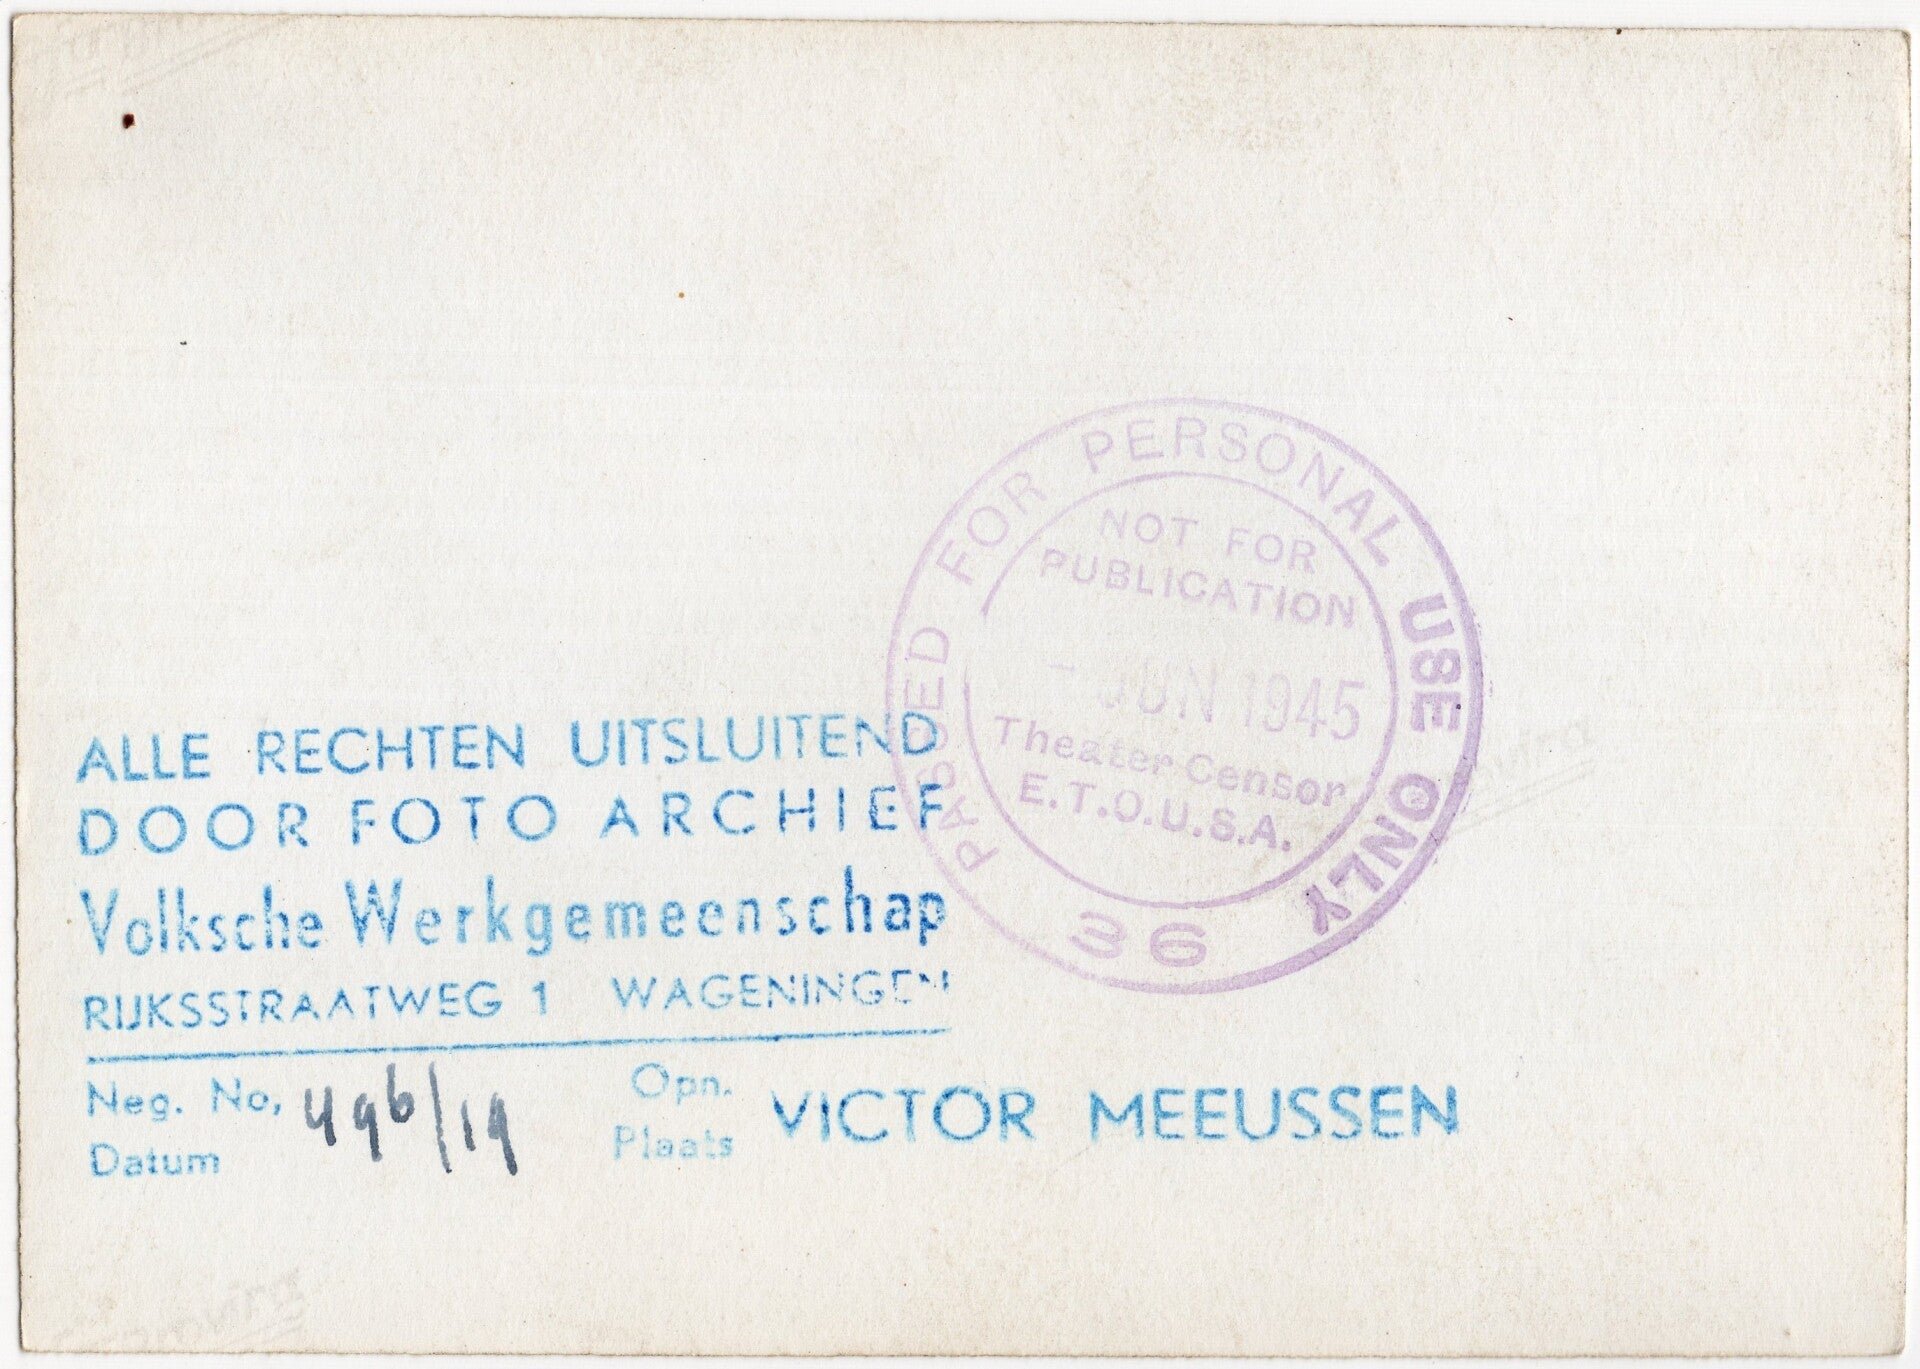 PASSED FOR PERSONAL USE ONLY
NOT FOR
PUBLICATION
- JUN 1945
Theater Censor
E.T.O.U.S.A.
36
ALLE RECHTEN UITSLUITEND
DOOR FOTO ARCHIEF
Volksche Werkgemeenschap
RIJKSSTRAATWEG 1 WAGENINGEN
Neg. No, 496/19 Opn. VICTOR MEEUSSEN
Datum Plaats